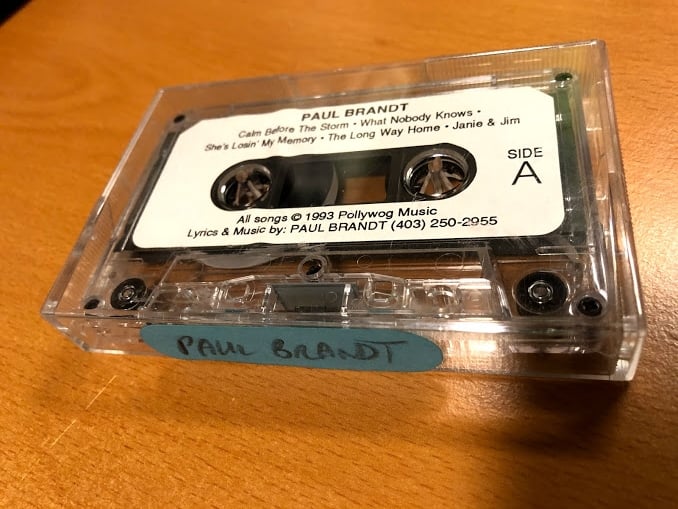 PAUL BRANDT
Calm Before The Storm • What Nobody Knows •
She's Losin' My Memory • The Long Way Home • Janie & Jim
SIDE
A
All songs © 1993 Pollywog Music
Lyrics & Music by: PAUL BRANDT (403) 250-2955
PAUL BRANDT